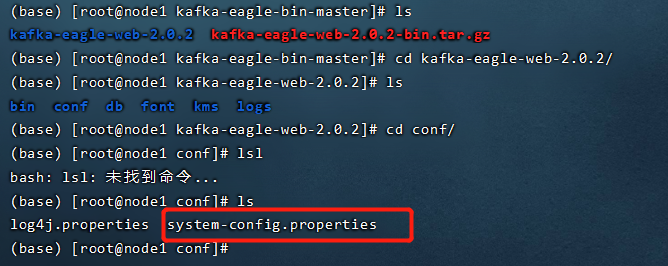 (base) [root@node1 kafka-eagle-bin-master]# ls
kafka-eagle-web-2.0.2  kafka-eagle-web-2.0.2-bin.tar.gz
(base) [root@node1 kafka-eagle-bin-master]# cd kafka-eagle-web-2.0.2/
(base) [root@node1 kafka-eagle-web-2.0.2]# ls
bin  conf  db  font  kms  logs
(base) [root@node1 kafka-eagle-web-2.0.2]# cd conf/
(base) [root@node1 conf]# lsl
bash: lsl: 未找到命令...
(base) [root@node1 conf]# ls
log4j.properties  system-config.properties
(base) [root@node1 conf]#